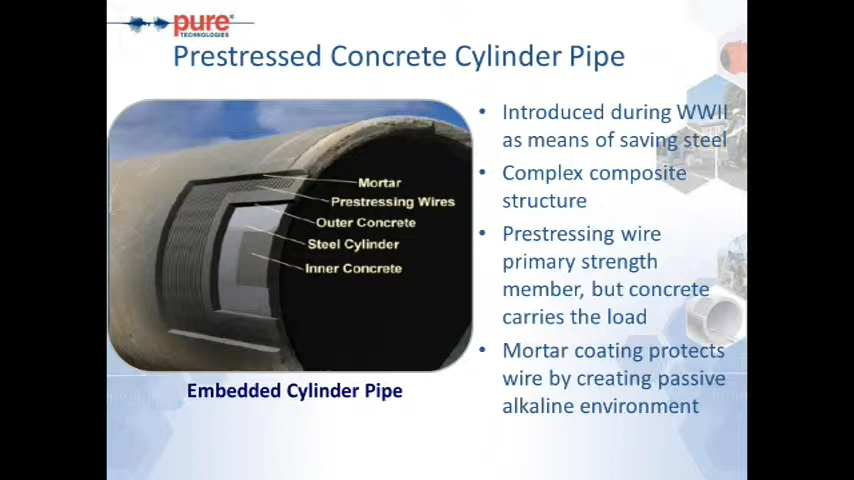 pure
TECHNOLOGIES
Prestressed Concrete Cylinder Pipe
Mortar
Prestressing Wires
Outer Concrete
Steel Cylinder
Inner Concrete
Embedded Cylinder Pipe
• Introduced during WWII
as means of saving steel
• Complex composite
structure
• Prestressing wire
primary strength
member, but concrete
carries the load
• Mortar coating protects
wire by creating passive
alkaline environment